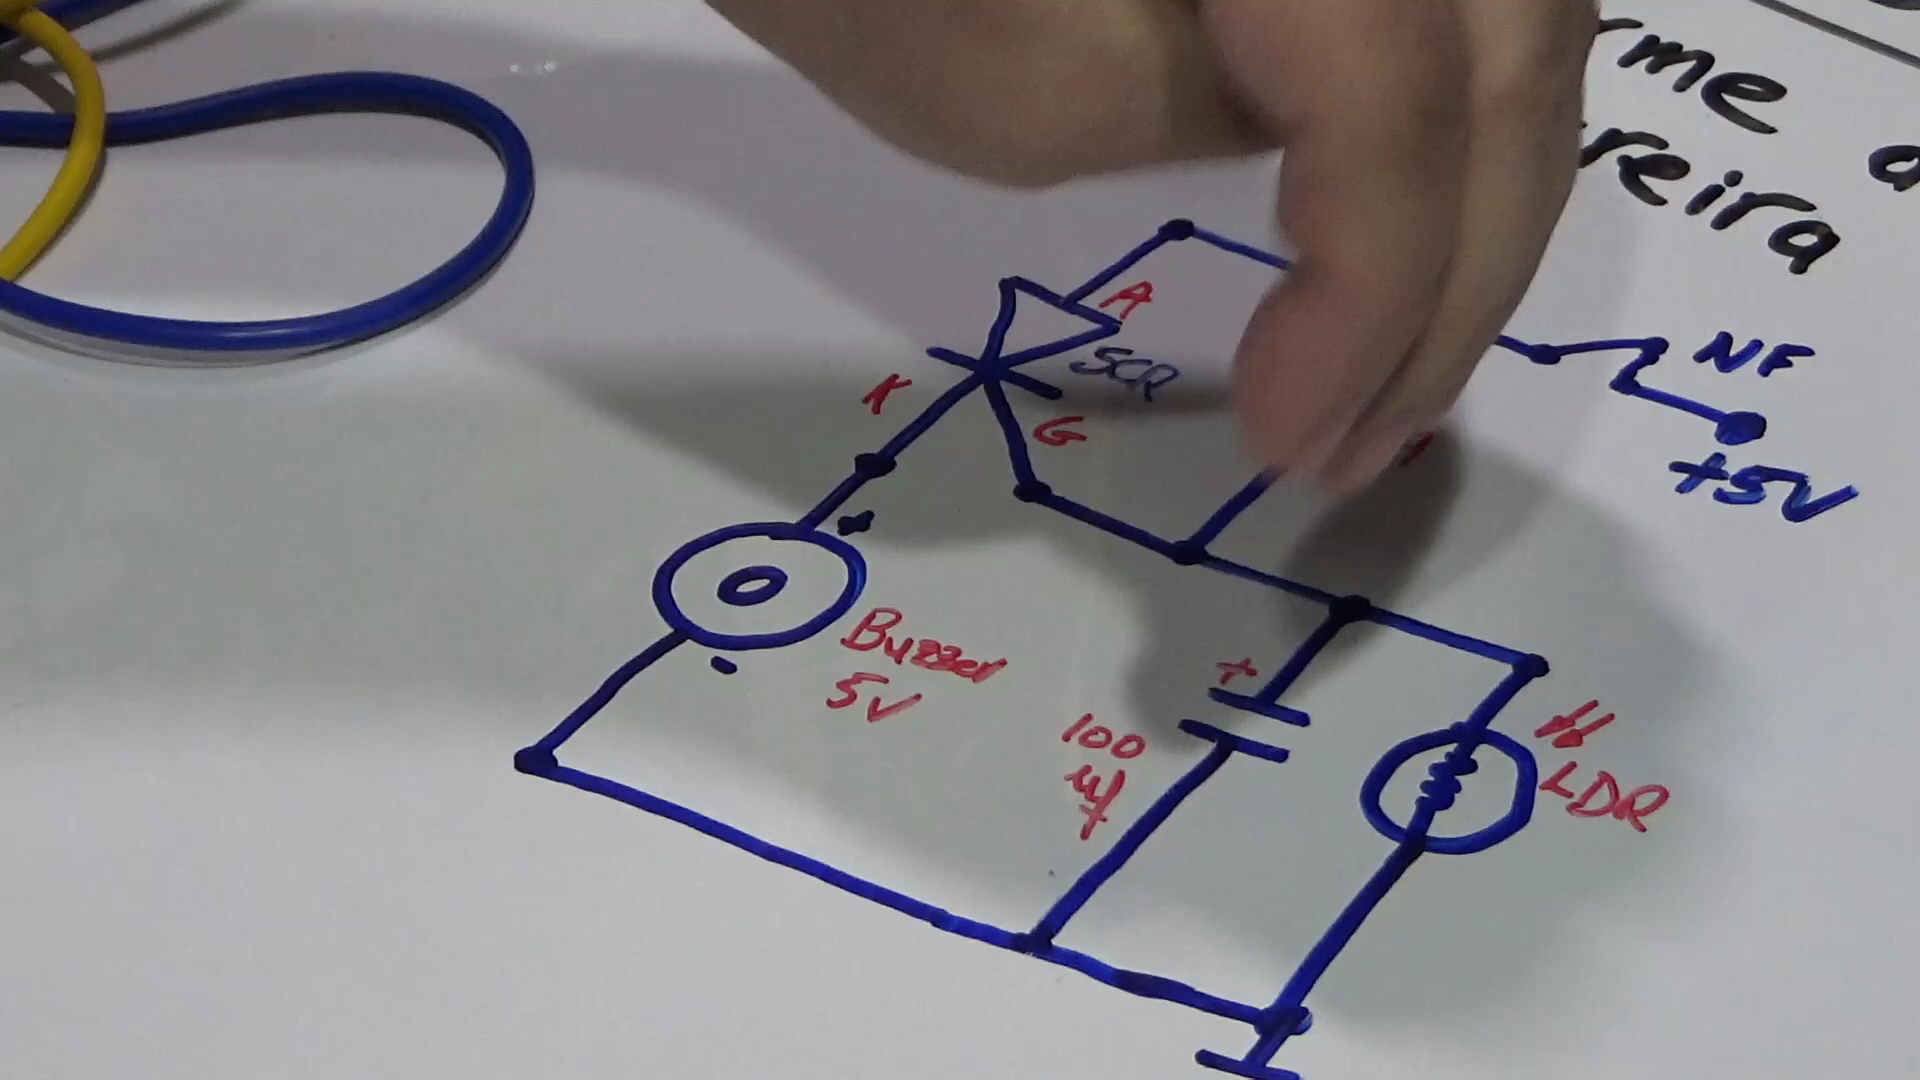 rme a
reira
A
SCR
NF
K
G
+5V
+
Buzzer
5V
-
+
100
uf
LDR